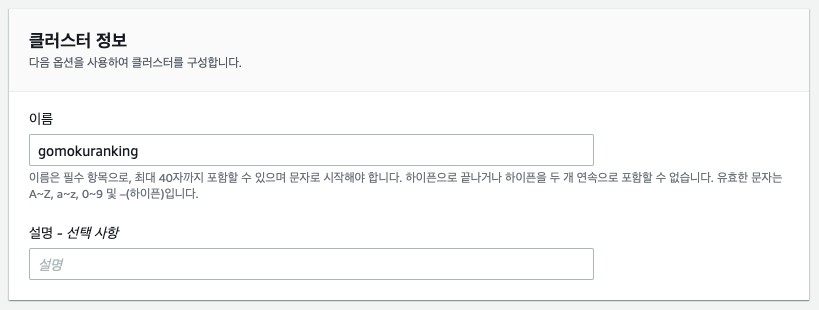 클러스터 정보
다음 옵션을 사용하여 클러스터를 구성합니다.
이름
gomokuranking
이름은 필수 항목으로, 최대 40자까지 포함할 수 있으며 문자로 시작해야 합니다. 하이픈으로 끝나거나 하이픈을 두 개 연속으로 포함할 수 없습니다. 유효한 문자는
A~Z, a~z, 0~9 및 –(하이픈)입니다.
설명 - 선택 사항
설명